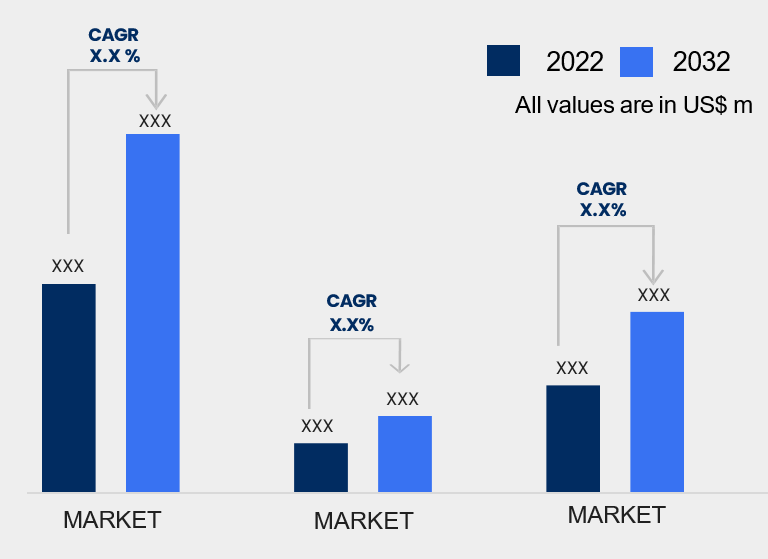 CAGR
X.X %
2022
2032
All values are in US$ m
XXX
XXX
CAGR
X.X%
XXX
XXX
CAGR
X.X%
XXX
XXX
MARKET
MARKET
MARKET